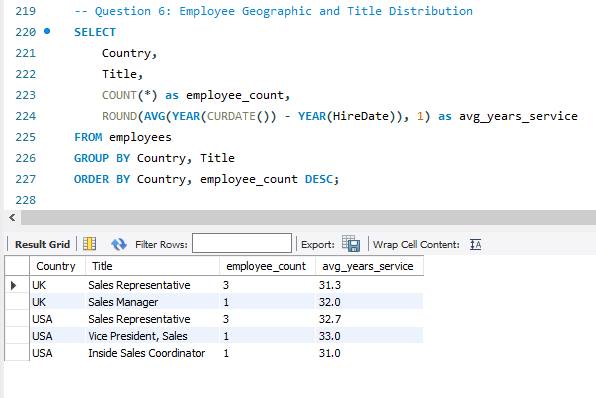 219 -- Question 6: Employee Geographic and Title Distribution
220 SELECT
221 Country,
222 Title,
223 COUNT(*) as employee_count,
224 ROUND(AVG(YEAR(CURDATE()) - YEAR(HireDate)), 1) as avg_years_service
225 FROM employees
226 GROUP BY Country, Title
227 ORDER BY Country, employee_count DESC;
228
Result Grid Filter Rows: Export: Wrap Cell Content:
Country Title employee_count avg_years_service
UK Sales Representative 3 31.3
UK Sales Manager 1 32.0
USA Sales Representative 3 32.7
USA Vice President, Sales 1 33.0
USA Inside Sales Coordinator 1 31.0